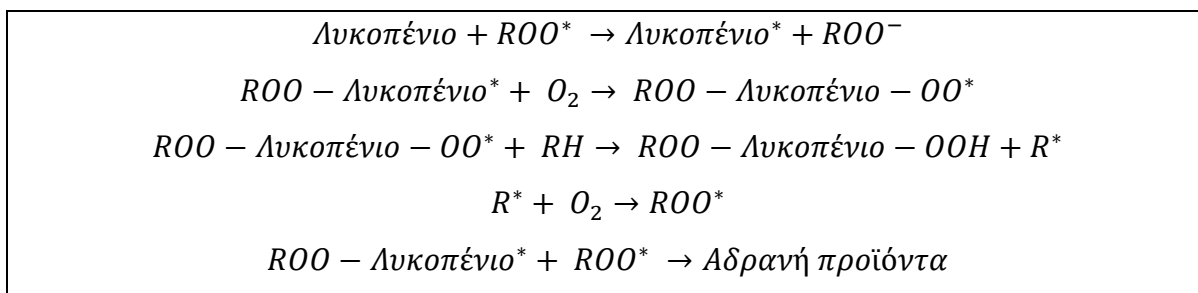 Λυκοπένιο + ROO* → Λυκοπένιο* + ROO⁻
ROO − Λυκοπένιο* + O₂ → ROO − Λυκοπένιο − OO*
ROO − Λυκοπένιο − OO* + RH → ROO − Λυκοπένιο − OOH + R*
R* + O₂ → ROO*
ROO − Λυκοπένιο* + ROO* → Αδρανή προϊόντα